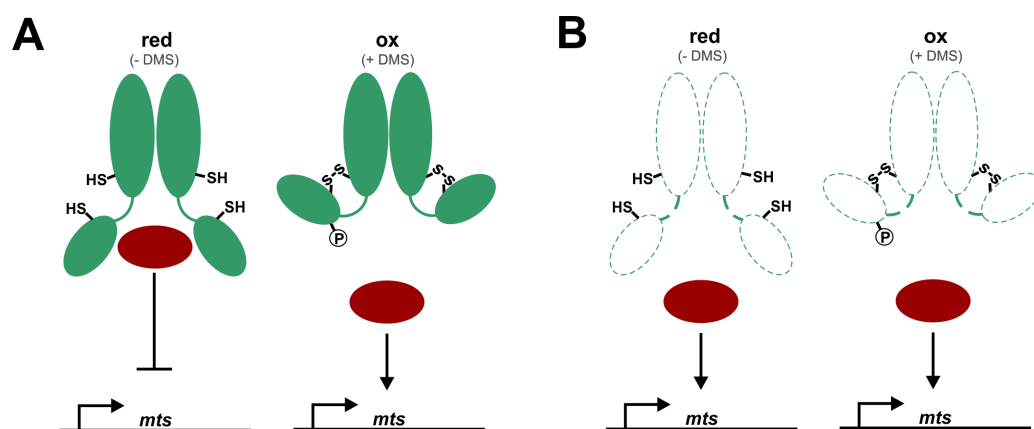 A
red
(- DMS)
HS
SH
HS
SH
mts
ox
(+ DMS)
S-S
S-S
P
mts
B
red
(- DMS)
HS
SH
HS
SH
mts
ox
(+ DMS)
S-S
S-S
P
mts